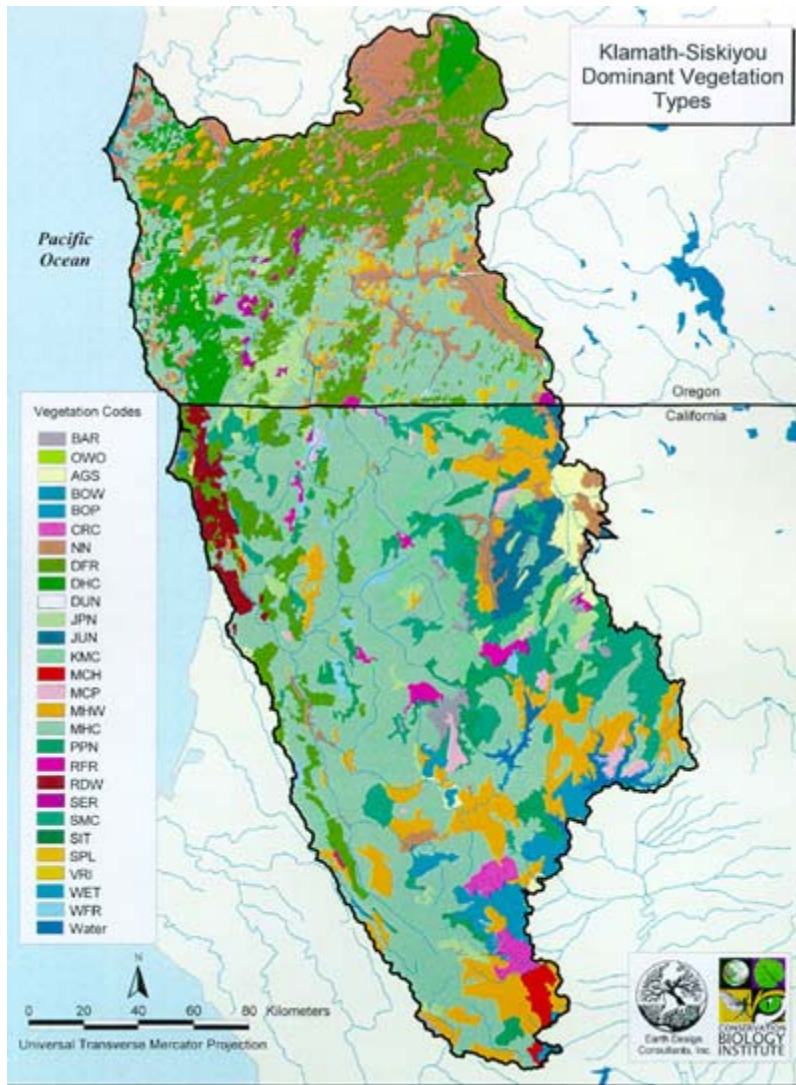 Klamath-Siskiyou
Dominant Vegetation
Types
Pacific
Ocean
Oregon
California
Vegetation Codes
BAR
OWO
AGS
BOW
BOP
CRC
NN
DFR
DHC
DUN
JPN
JUN
KMC
MCH
MCP
MHW
MHC
PPN
RFR
RDW
SER
SMC
SIT
SPL
VRI
WET
WFR
Water
N
0 20 40 60 80 Kilometers
Universal Transverse Mercator Projection
Earth Design
Consultants, Inc.
CONSERVATION
BIOLOGY
INSTITUTE